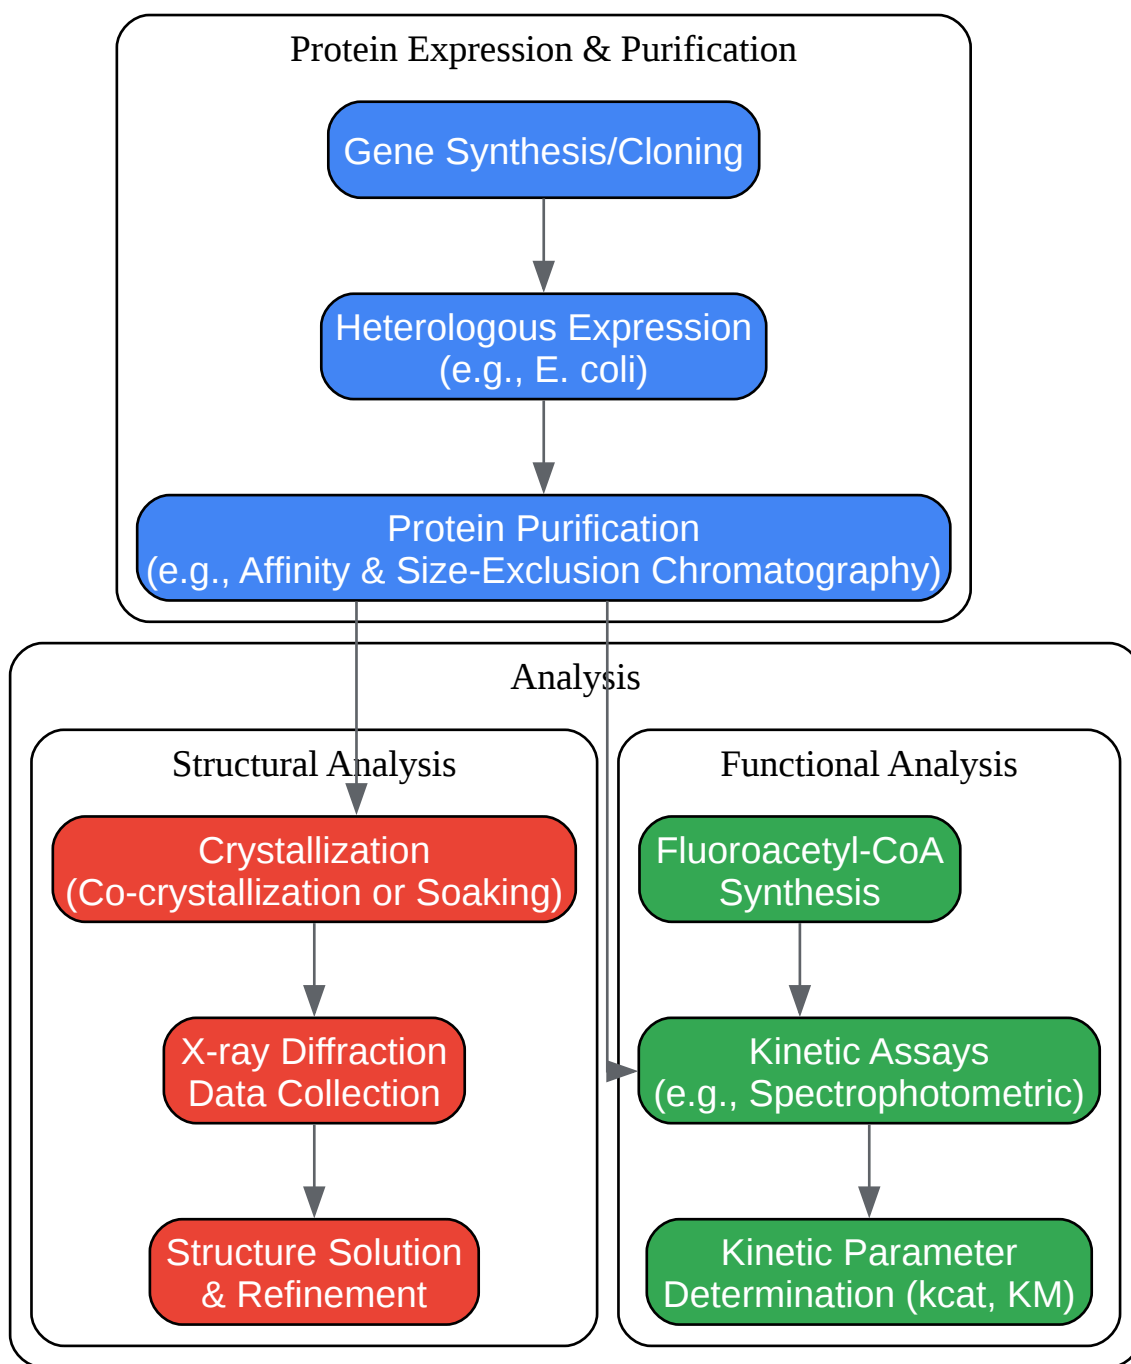 Protein Expression & Purification
Gene Synthesis/Cloning
Heterologous Expression
(e.g., E. coli)
Protein Purification
(e.g., Affinity & Size-Exclusion Chromatography)
Analysis
Structural Analysis
Crystallization
(Co-crystallization or Soaking)
X-ray Diffraction
Data Collection
Structure Solution
& Refinement
Functional Analysis
Fluoroacetyl-CoA
Synthesis
Kinetic Assays
(e.g., Spectrophotometric)
Kinetic Parameter
Determination (kcat, KM)